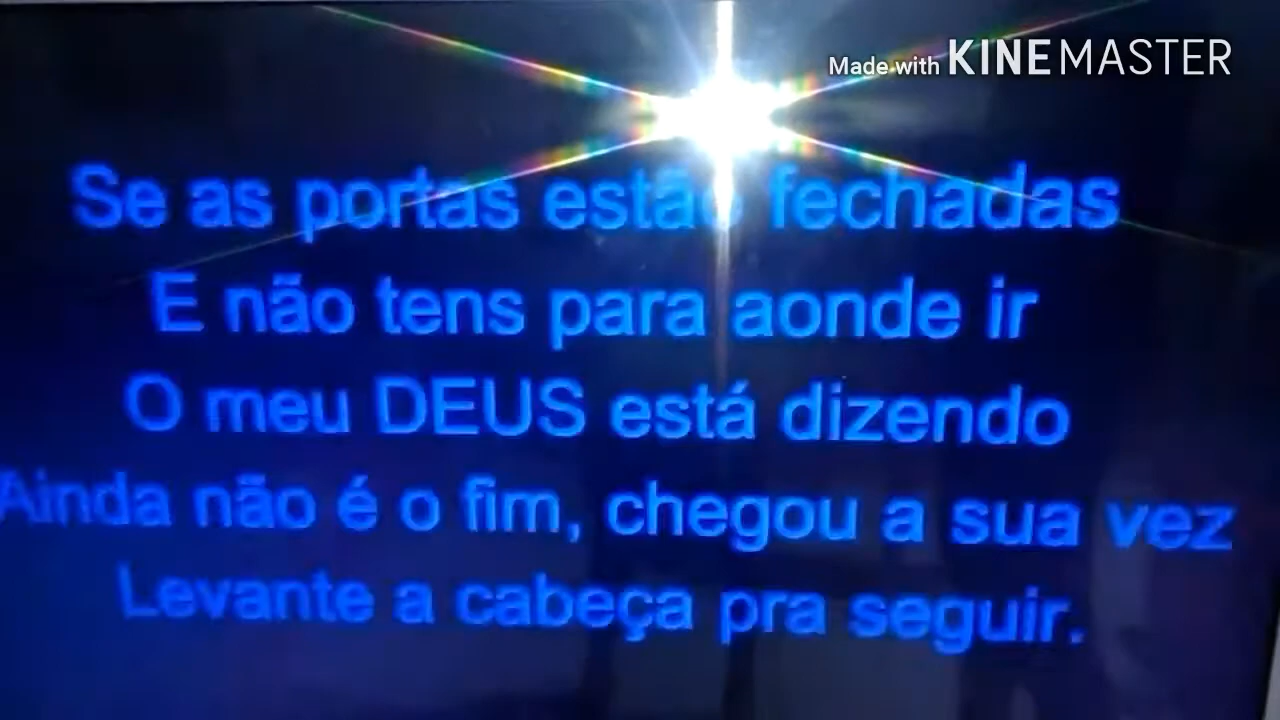 Made with KINEMASTER
Se as portas estão fechadas
E não tens para aonde ir
O meu DEUS está dizendo
Ainda não é o fim, chegou a sua vez
Levante a cabeça pra seguir.